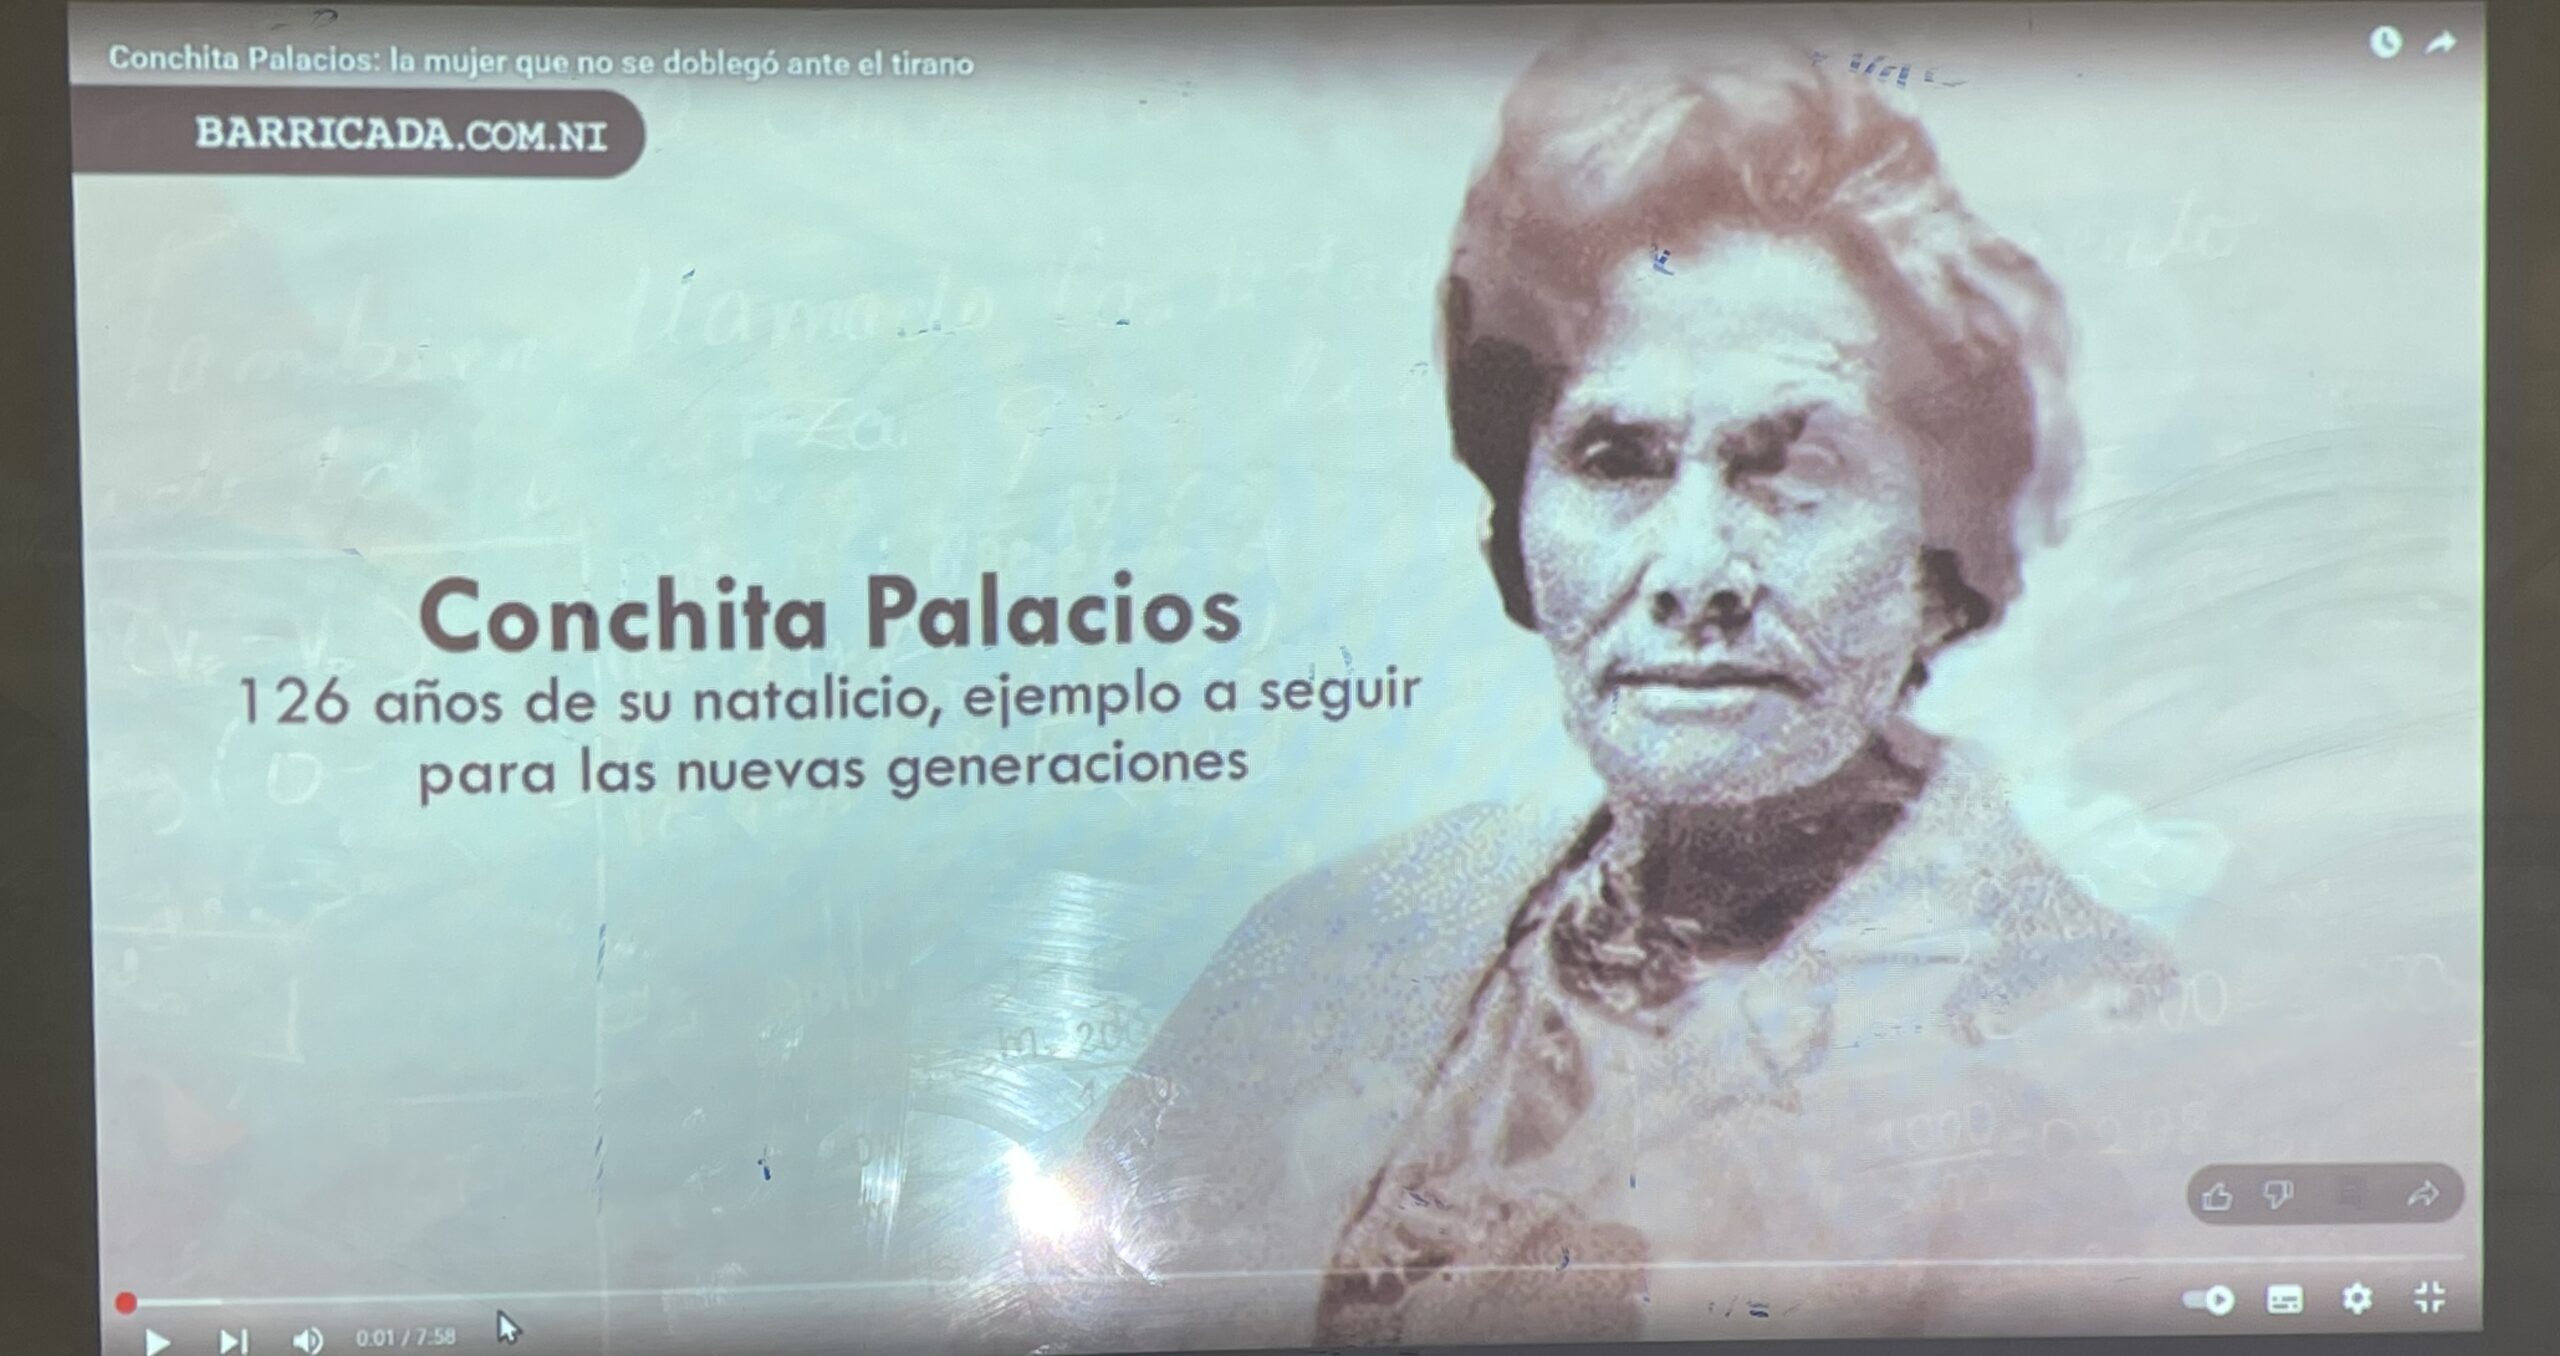 Conchita Palacios: la mujer que no se doblegó ante el tirano
BARRICADA.COM.NI
llamado
Conchita Palacios
126 años de su natalicio, ejemplo a seguir
para las nuevas generaciones
0:01 / 7:58